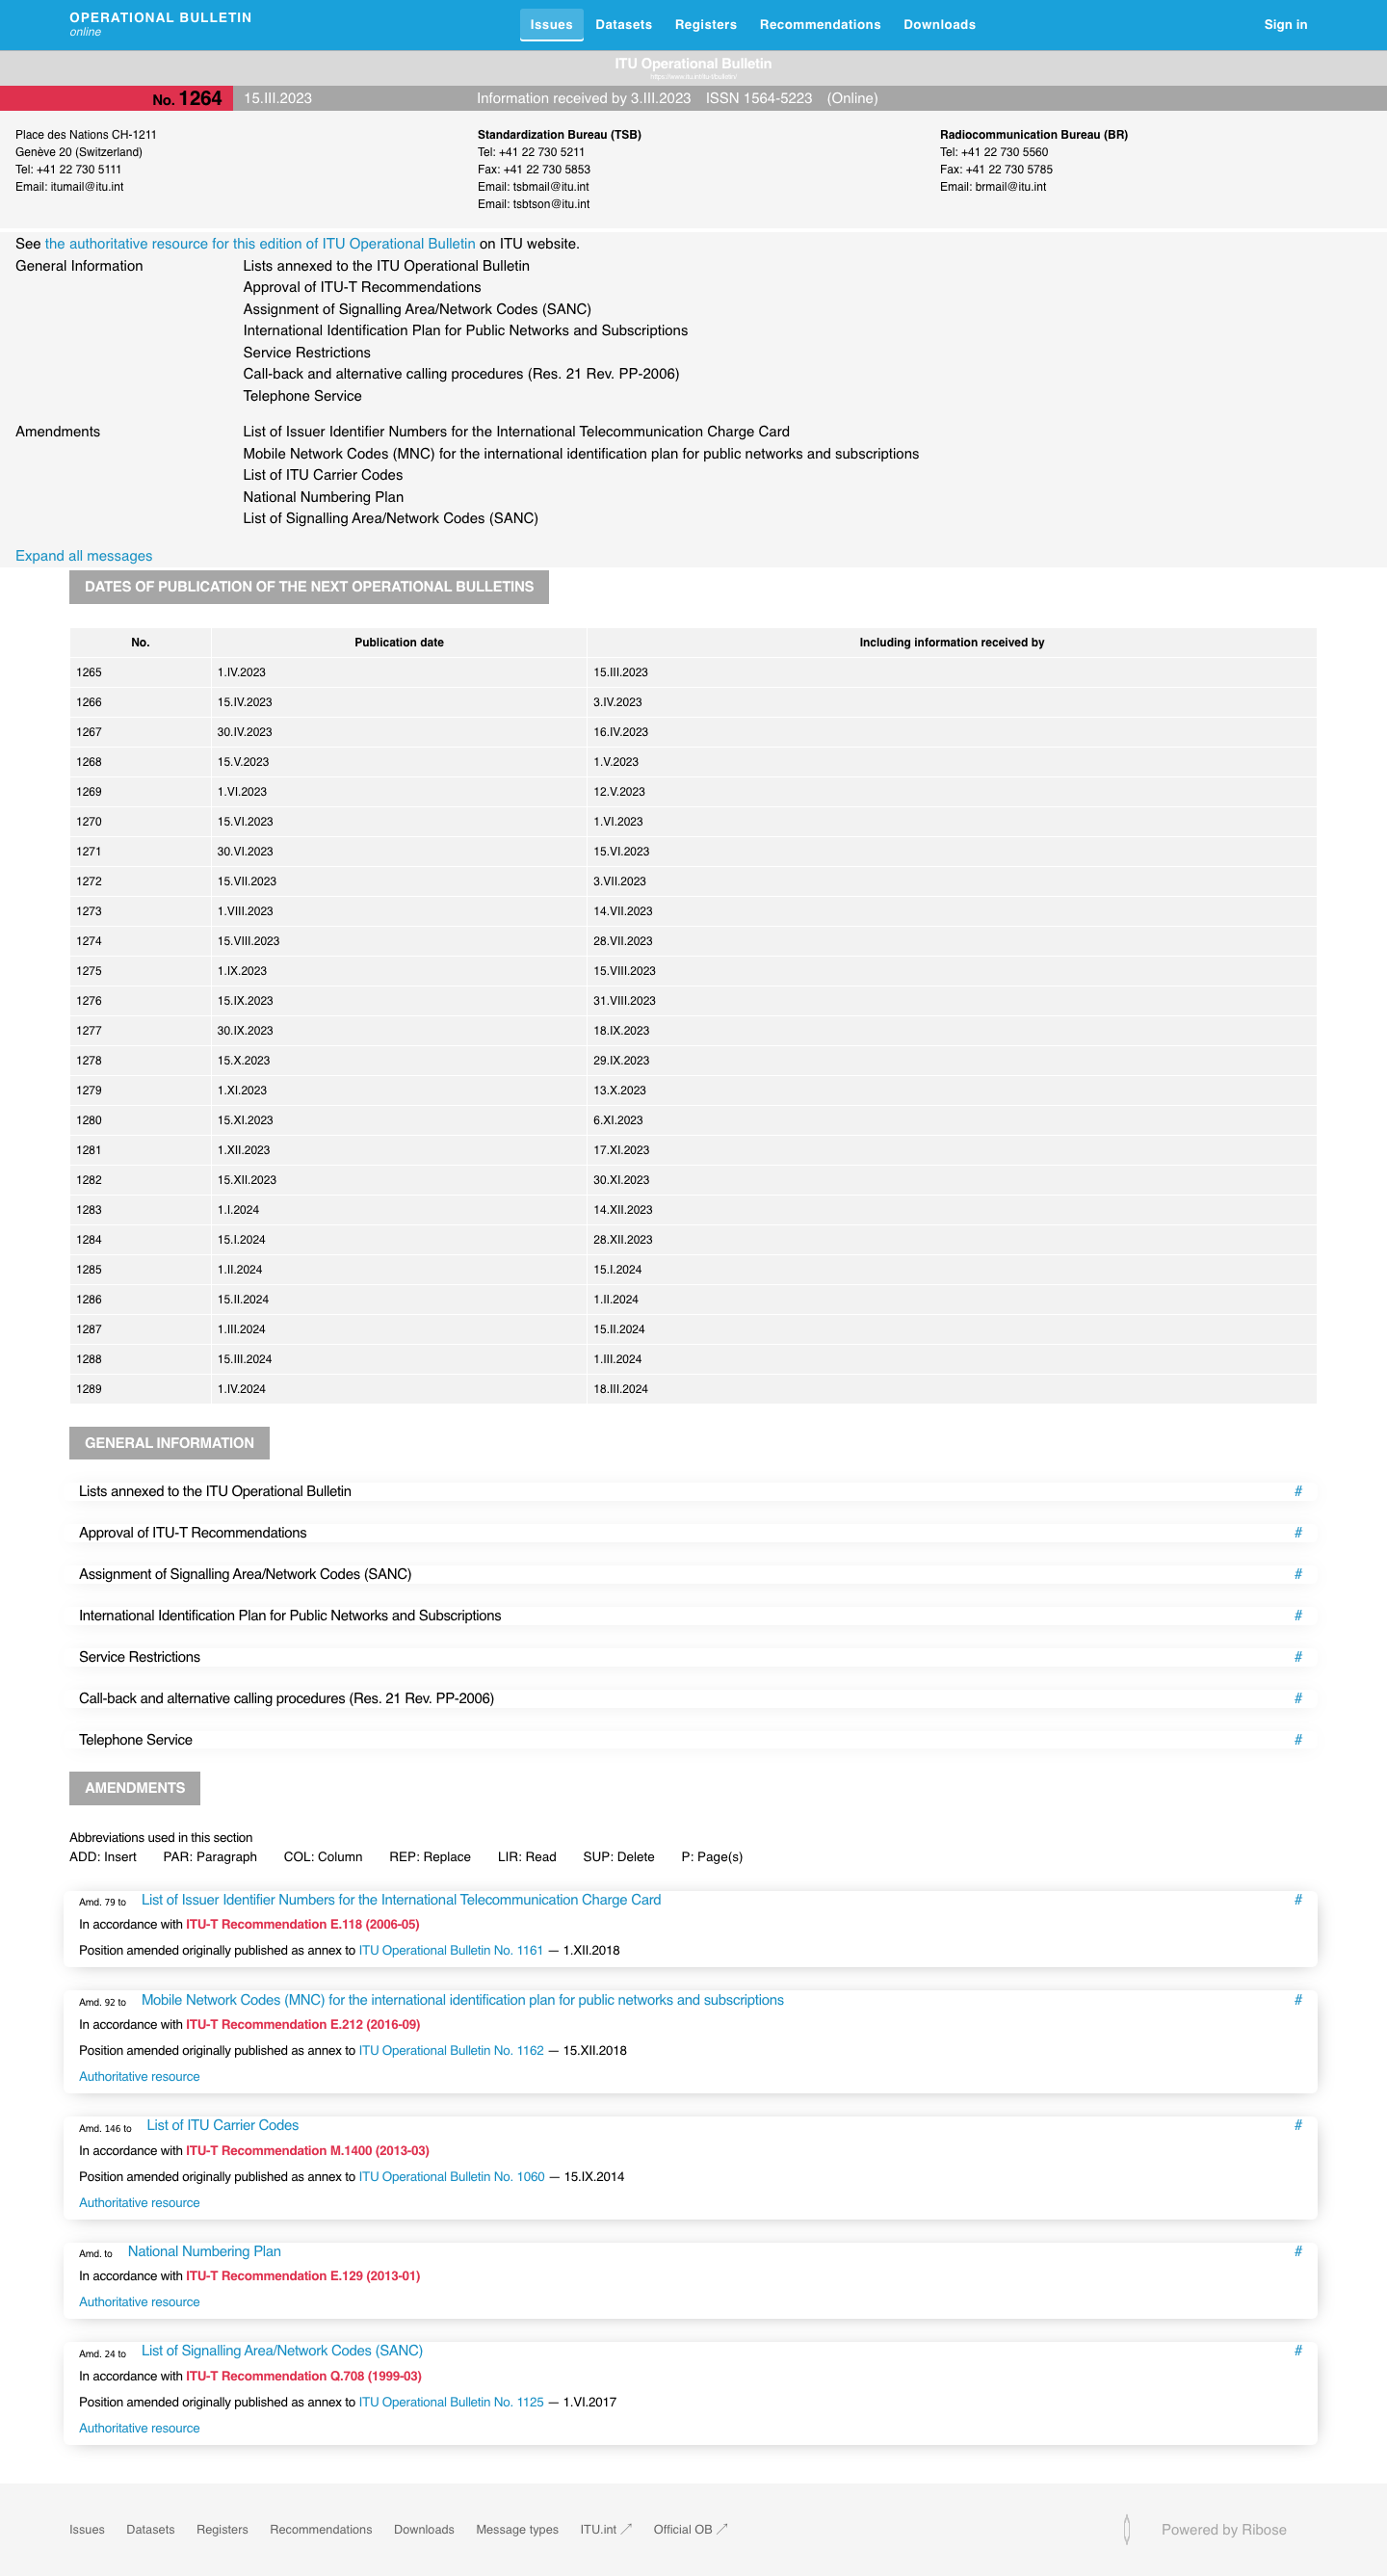 OPERATIONAL BULLETIN
online
Issues Datasets Registers Recommendations Downloads
Sign in
ITU Operational Bulletin
https://www.itu.int/itu-t/bulletin/
No. 1264 15.III.2023 Information received by 3.III.2023 ISSN 1564-5223 (Online)
Place des Nations CH-1211
Genève 20 (Switzerland)
Tel: +41 22 730 5111
Email: itumail@itu.int
Standardization Bureau (TSB)
Tel: +41 22 730 5211
Fax: +41 22 730 5853
Email: tsbmail@itu.int
Email: tsbtson@itu.int
Radiocommunication Bureau (BR)
Tel: +41 22 730 5560
Fax: +41 22 730 5785
Email: brmail@itu.int
See the authoritative resource for this edition of ITU Operational Bulletin on ITU website.
General Information
Lists annexed to the ITU Operational Bulletin
Approval of ITU-T Recommendations
Assignment of Signalling Area/Network Codes (SANC)
International Identification Plan for Public Networks and Subscriptions
Service Restrictions
Call-back and alternative calling procedures (Res. 21 Rev. PP-2006)
Telephone Service
Amendments
List of Issuer Identifier Numbers for the International Telecommunication Charge Card
Mobile Network Codes (MNC) for the international identification plan for public networks and subscriptions
List of ITU Carrier Codes
National Numbering Plan
List of Signalling Area/Network Codes (SANC)
Expand all messages
DATES OF PUBLICATION OF THE NEXT OPERATIONAL BULLETINS
No. Publication date Including information received by
1265 1.IV.2023 15.III.2023
1266 15.IV.2023 3.IV.2023
1267 30.IV.2023 16.IV.2023
1268 15.V.2023 1.V.2023
1269 1.VI.2023 12.V.2023
1270 15.VI.2023 1.VI.2023
1271 30.VI.2023 15.VI.2023
1272 15.VII.2023 3.VII.2023
1273 1.VIII.2023 14.VII.2023
1274 15.VIII.2023 28.VII.2023
1275 1.IX.2023 15.VIII.2023
1276 15.IX.2023 31.VIII.2023
1277 30.IX.2023 18.IX.2023
1278 15.X.2023 29.IX.2023
1279 1.XI.2023 13.X.2023
1280 15.XI.2023 6.XI.2023
1281 1.XII.2023 17.XI.2023
1282 15.XII.2023 30.XI.2023
1283 1.I.2024 14.XII.2023
1284 15.I.2024 28.XII.2023
1285 1.II.2024 15.I.2024
1286 15.II.2024 1.II.2024
1287 1.III.2024 15.II.2024
1288 15.III.2024 1.III.2024
1289 1.IV.2024 18.III.2024
GENERAL INFORMATION
Lists annexed to the ITU Operational Bulletin #
Approval of ITU-T Recommendations #
Assignment of Signalling Area/Network Codes (SANC) #
International Identification Plan for Public Networks and Subscriptions #
Service Restrictions #
Call-back and alternative calling procedures (Res. 21 Rev. PP-2006) #
Telephone Service #
AMENDMENTS
Abbreviations used in this section
ADD: Insert PAR: Paragraph COL: Column REP: Replace LIR: Read SUP: Delete P: Page(s)
Amd. 79 to List of Issuer Identifier Numbers for the International Telecommunication Charge Card #
In accordance with ITU-T Recommendation E.118 (2006-05)
Position amended originally published as annex to ITU Operational Bulletin No. 1161 — 1.XII.2018
Amd. 92 to Mobile Network Codes (MNC) for the international identification plan for public networks and subscriptions #
In accordance with ITU-T Recommendation E.212 (2016-09)
Position amended originally published as annex to ITU Operational Bulletin No. 1162 — 15.XII.2018
Authoritative resource
Amd. 146 to List of ITU Carrier Codes #
In accordance with ITU-T Recommendation M.1400 (2013-03)
Position amended originally published as annex to ITU Operational Bulletin No. 1060 — 15.IX.2014
Authoritative resource
Amd. to National Numbering Plan #
In accordance with ITU-T Recommendation E.129 (2013-01)
Authoritative resource
Amd. 24 to List of Signalling Area/Network Codes (SANC) #
In accordance with ITU-T Recommendation Q.708 (1999-03)
Position amended originally published as annex to ITU Operational Bulletin No. 1125 — 1.VI.2017
Authoritative resource
Issues Datasets Registers Recommendations Downloads Message types ITU.int ↗ Official OB ↗
Powered by Ribose